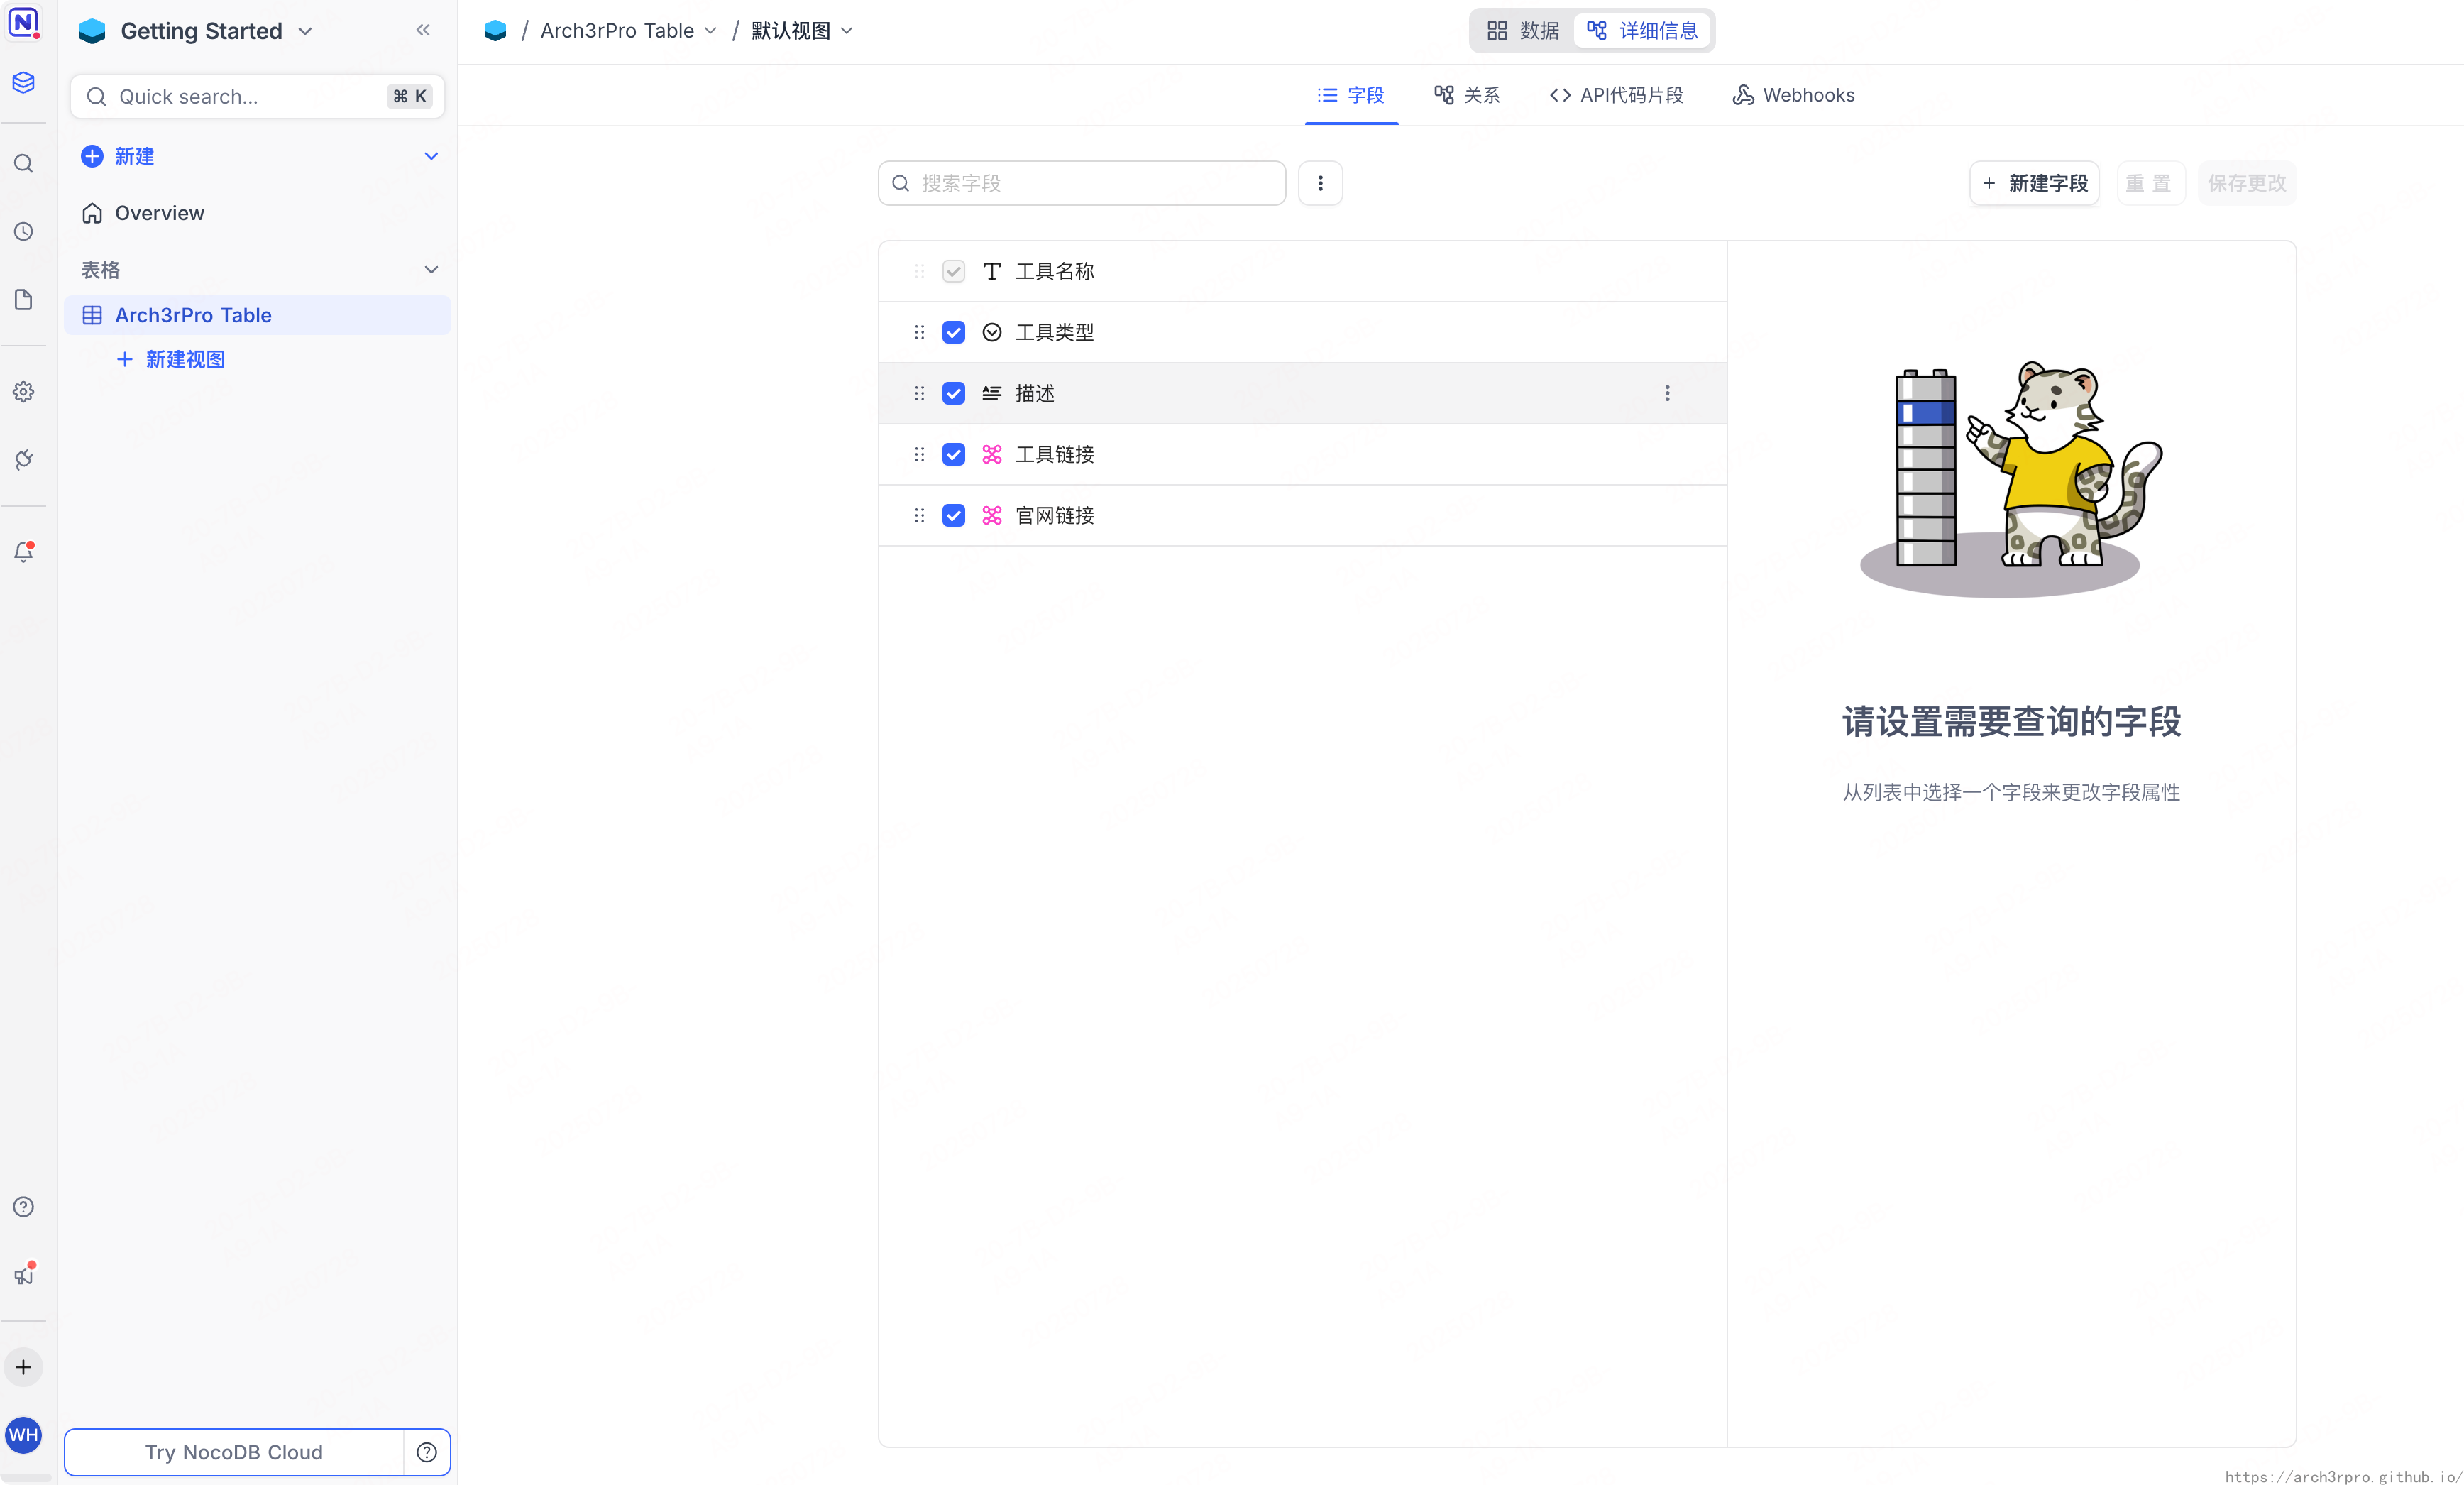 Getting Started
Quick search...
⌘ K
新建
Overview
表格
Arch3rPro Table
新建视图
WH
Try NocoDB Cloud
/ Arch3rPro Table / 默认视图
数据
详细信息
字段
关系
API代码片段
Webhooks
搜索字段
新建字段
重置
保存更改
工具名称
工具类型
描述
工具链接
官网链接
请设置需要查询的字段
从列表中选择一个字段来更改字段属性
https://arch3rpro.github.io/